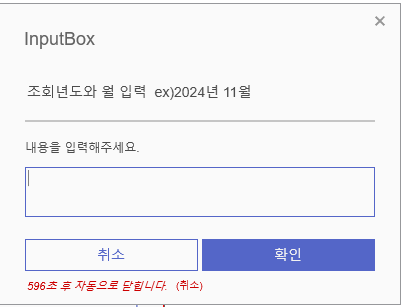 InputBox
조회년도와 월 입력  ex)2024년 11월
내용을 입력해주세요.
취소 확인
596초 후 자동으로 닫힙니다. (취소)